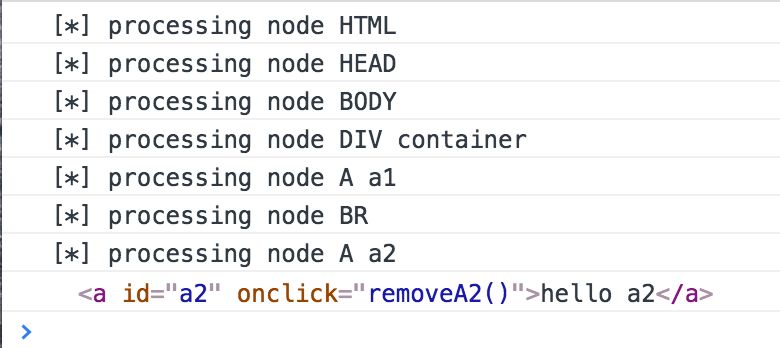 [*] processing node HTML
[*] processing node HEAD
[*] processing node BODY
[*] processing node DIV container
[*] processing node A a1
[*] processing node BR
[*] processing node A a2
<a id="a2" onclick="removeA2()">hello a2</a>
>